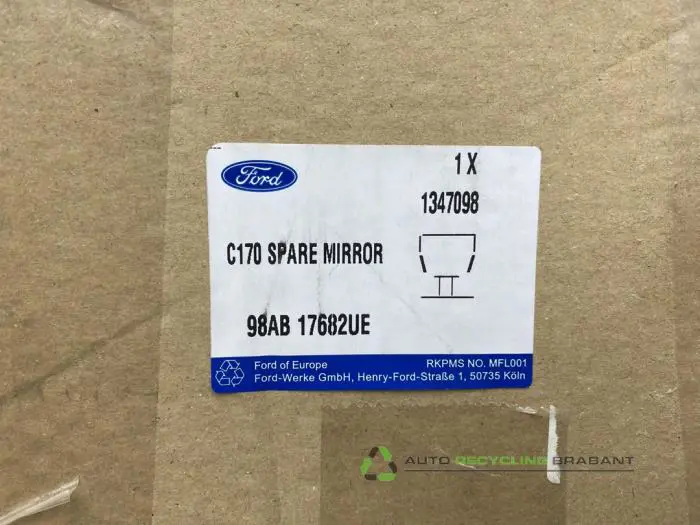 Ford
1 X
1347098
C170 SPARE MIRROR
98AB 17682UE
Ford of Europe
RKPMS NO. MFL001
Ford-Werke GmbH, Henry-Ford-Straße 1, 50735 Köln
AUTO RECYCLING BRABANT